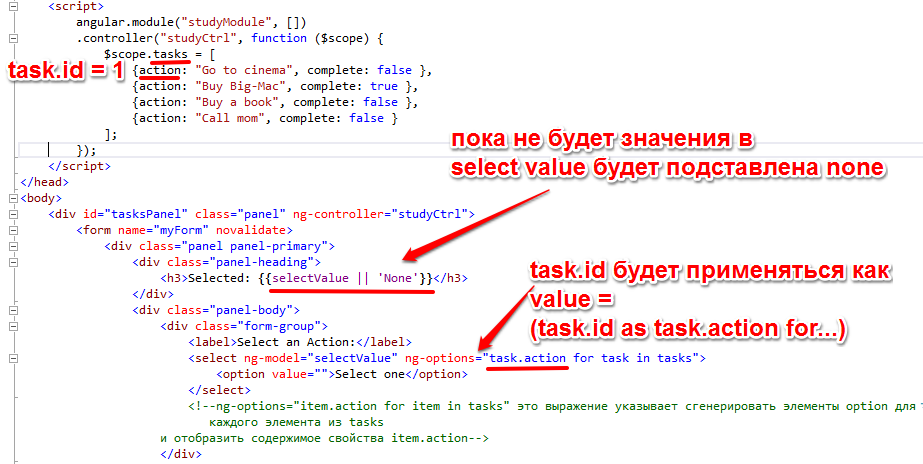 <script>
angular.module("studyModule", [])
.controller("studyCtrl", function ($scope) {
$scope.tasks = [
task.id = 1
{action: "Go to cinema", complete: false },
{action: "Buy Big-Mac", complete: true },
{action: "Buy a book", complete: false },
{action: "Call mom", complete: false }
];
});
</script>
</head>
пока не будет значения в
select value будет подставлена none
<body>
<div id="tasksPanel" class="panel" ng-controller="studyCtrl">
<form name="myForm" novalidate>
<div class="panel panel-primary">
<div class="panel-heading">
<h3>Selected: {{selectValue || 'None'}}</h3>
</div>
task.id будет применяться как
value =
(task.id as task.action for...)
<div class="panel-body">
<div class="form-group">
<label>Select an Action:</label>
<select ng-model="selectValue" ng-options="task.action for task in tasks">
<option value="">Select one</option>
</select>
<!--ng-options="item.action for item in tasks" это выражение указывает сгенерировать элементы option для
каждого элемента из tasks
и отобразить содержимое свойства item.action-->
</div>